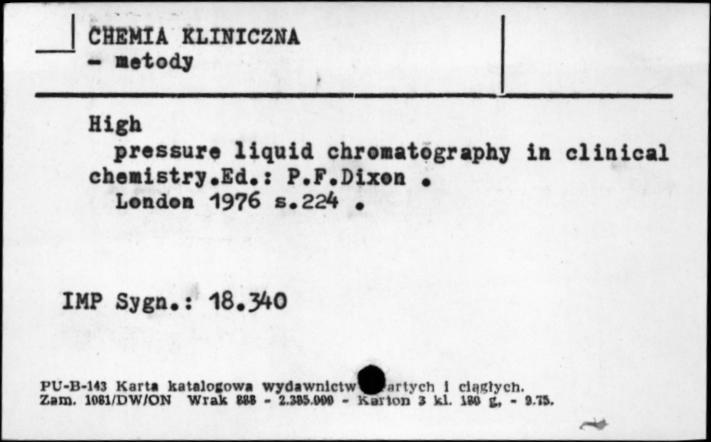 CHEMIA KLINICZNA
- metody
High
pressure liquid chromatography in clinical
chemistry.Ed.: P.F.Dixon .
London 1976 s.224 .
IMP Sygn.: 18.340
PU-B-143 Karta katalogowa wydawnictw artych i ciągłych.
Zam. 1081/DW/ON Wrak 888 - 2.385.000 - Karton 3 kl. 180 g, - 9.75.